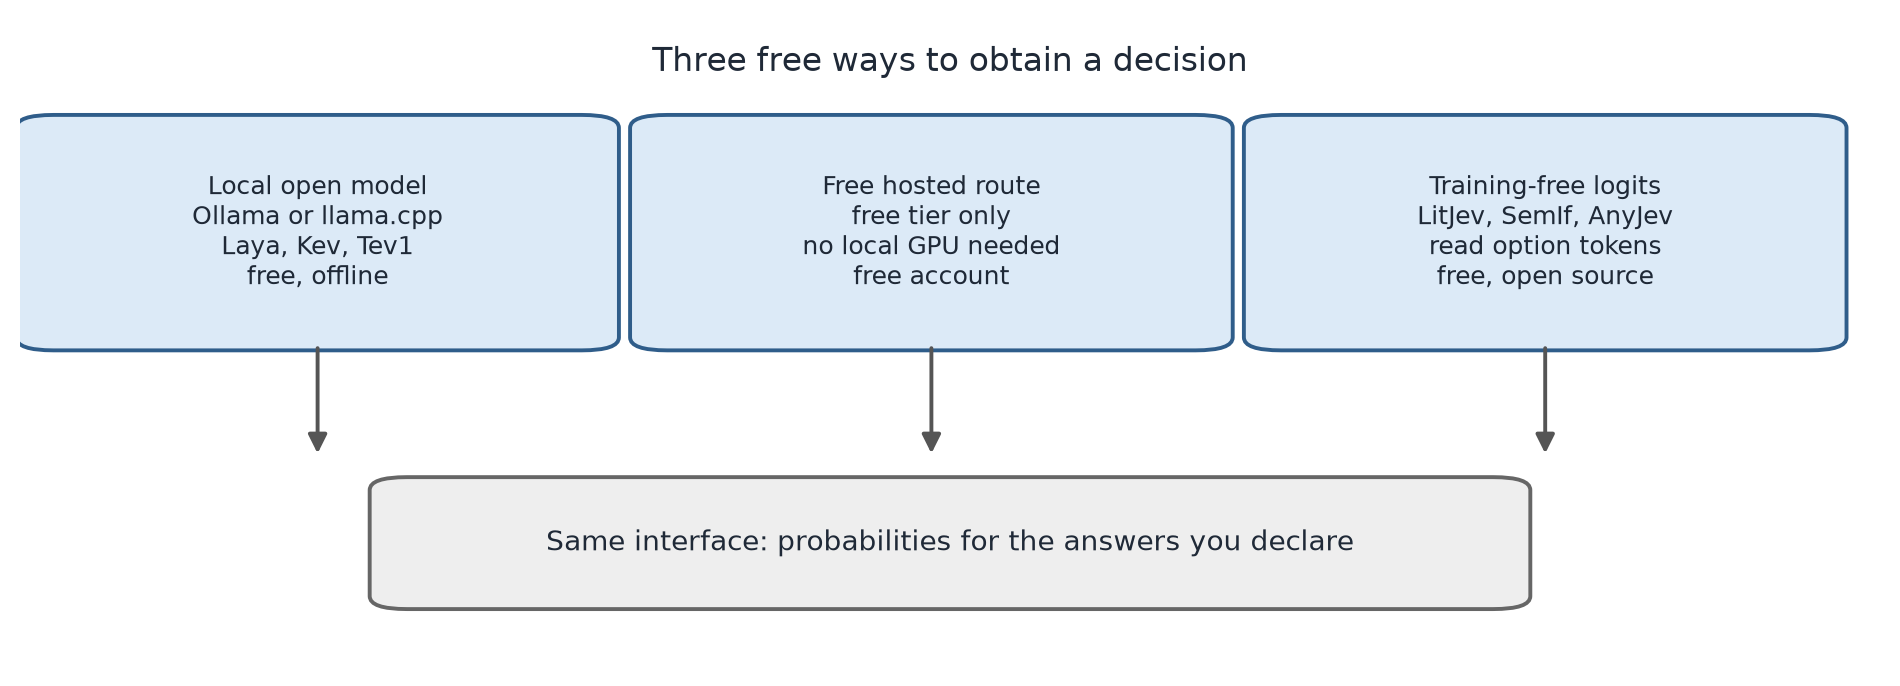 Three free ways to obtain a decision
Local open model
Ollama or llama.cpp
Laya, Kev, Tev1
free, offline
Free hosted route
free tier only
no local GPU needed
free account
Training-free logits
LitJev, SemIf, AnyJev
read option tokens
free, open source
Same interface: probabilities for the answers you declare